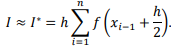 I ≈ I* = h ∑_{i=1}^{n} f(x_{i−1} + h/2).